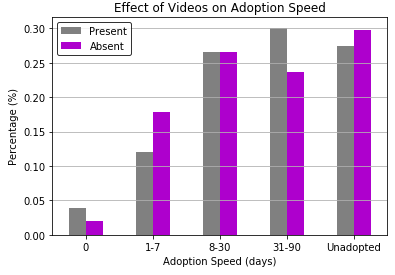 Effect of Videos on Adoption Speed
Present
Absent
Percentage (%)
0.30
0.25
0.20
0.15
0.10
0.05
0.00
0 1-7 8-30 31-90 Unadopted
Adoption Speed (days)